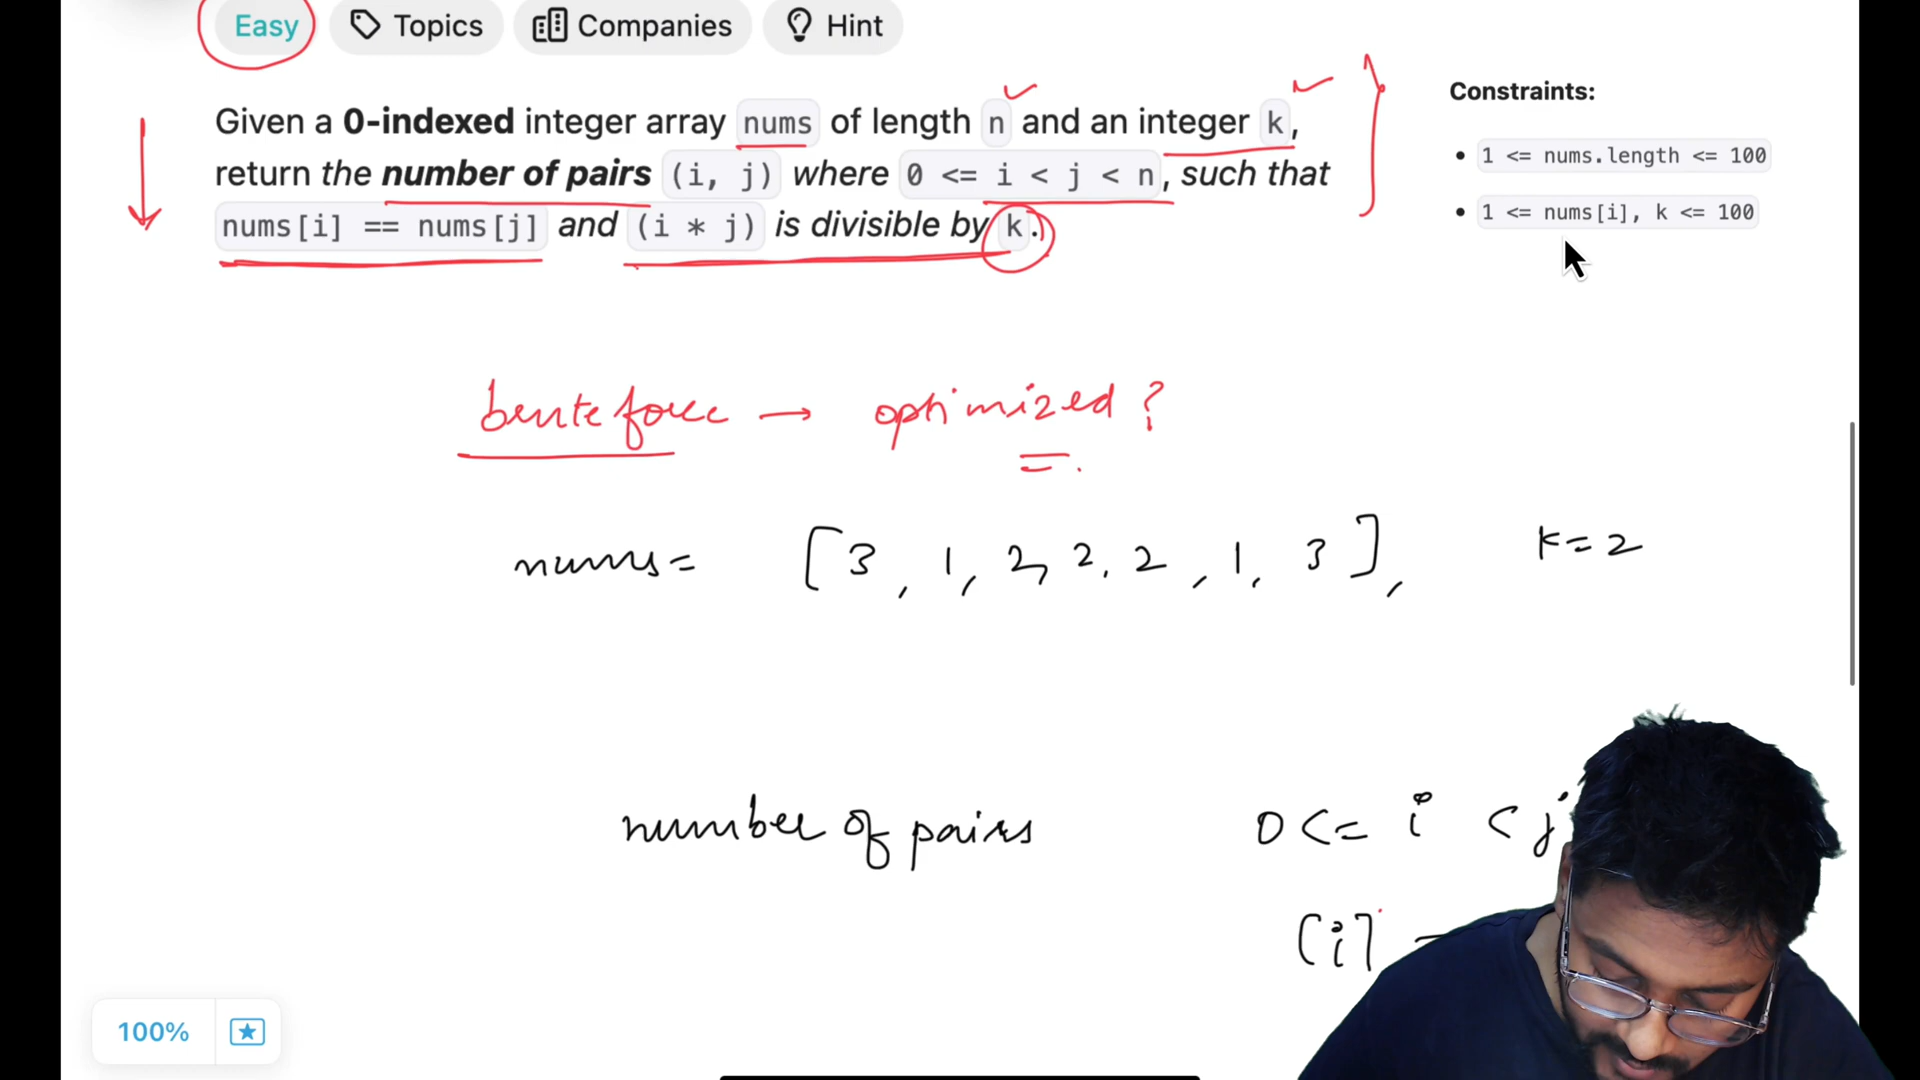 Easy Topics Companies Hint
Given a 0-indexed integer array nums of length n and an integer k,
return the number of pairs (i, j) where 0 <= i < j < n, such that
nums[i] == nums[j] and (i * j) is divisible by k.
Constraints:
1 <= nums.length <= 100
1 <= nums[i], k <= 100
brute force → optimized?
nums = [3, 1, 2, 2, 2, 1, 3], k=2
number of pairs 0 <= i < j
[i]
100%